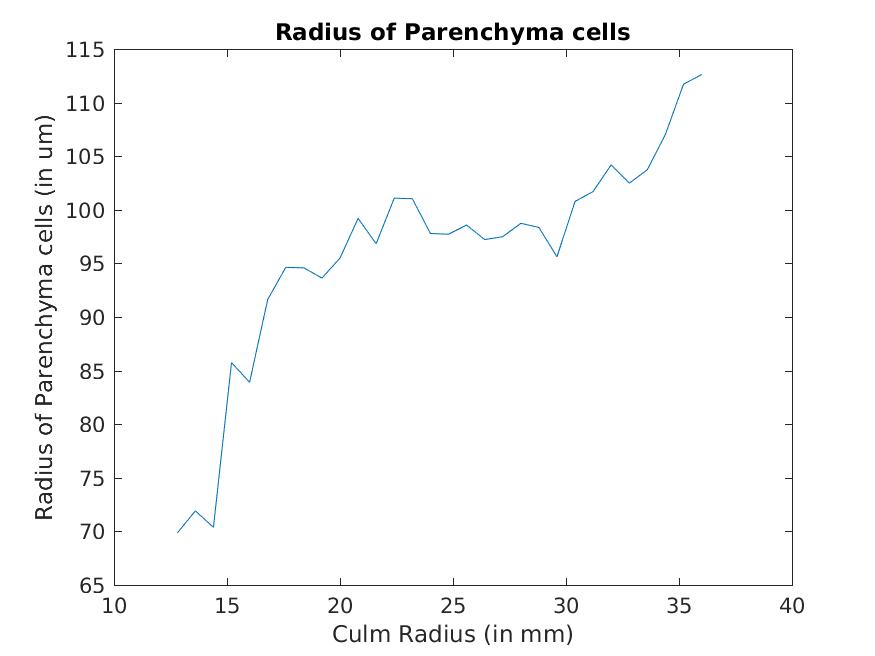 Radius of Parenchyma cells
115
110
105
100
95
90
85
80
75
70
65
Radius of Parenchyma cells (in um)
10 15 20 25 30 35 40
Culm Radius (in mm)